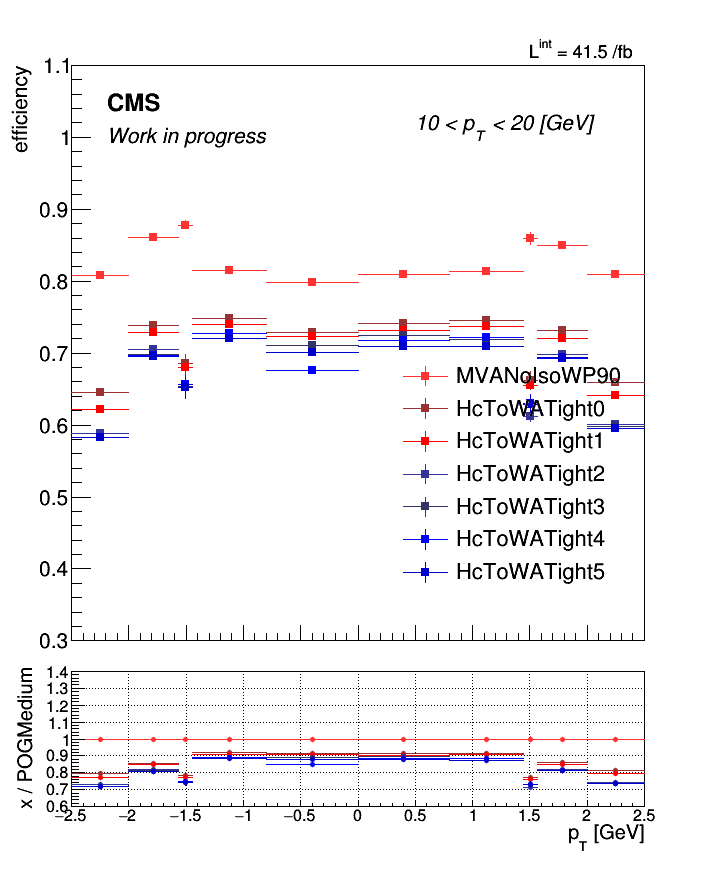 L^int = 41.5 /fb
efficiency
CMS
Work in progress
10 < p_T < 20 [GeV]
1.1
1
0.9
0.8
0.7
0.6
0.5
0.4
0.3
MVANoIsoWP90
HcToWATight0
HcToWATight1
HcToWATight2
HcToWATight3
HcToWATight4
HcToWATight5
x / POGMedium
1.4
1.3
1.2
1.1
1
0.9
0.8
0.7
0.6
−2.5 −2 −1.5 −1 −0.5 0 0.5 1 1.5 2 2.5
p_T [GeV]